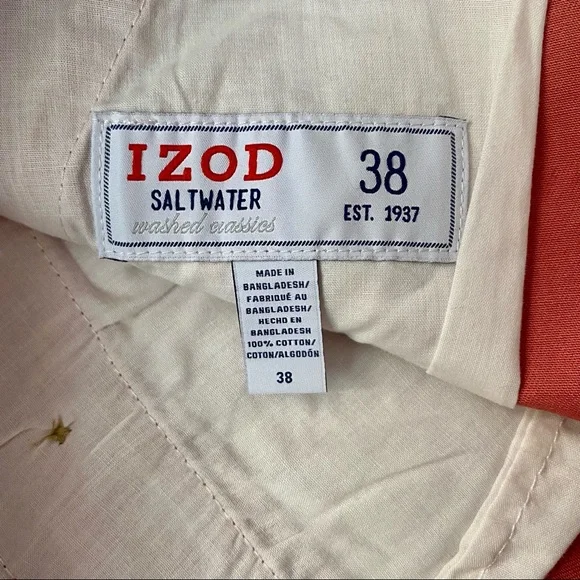 IZOD
SALTWATER
washed classics
38
EST. 1937
MADE IN
BANGLADESH/
FABRIQUÉ AU
BANGLADESH/
HECHO EN
BANGLADESH
100% COTTON/
COTON/ALGODÓN
38